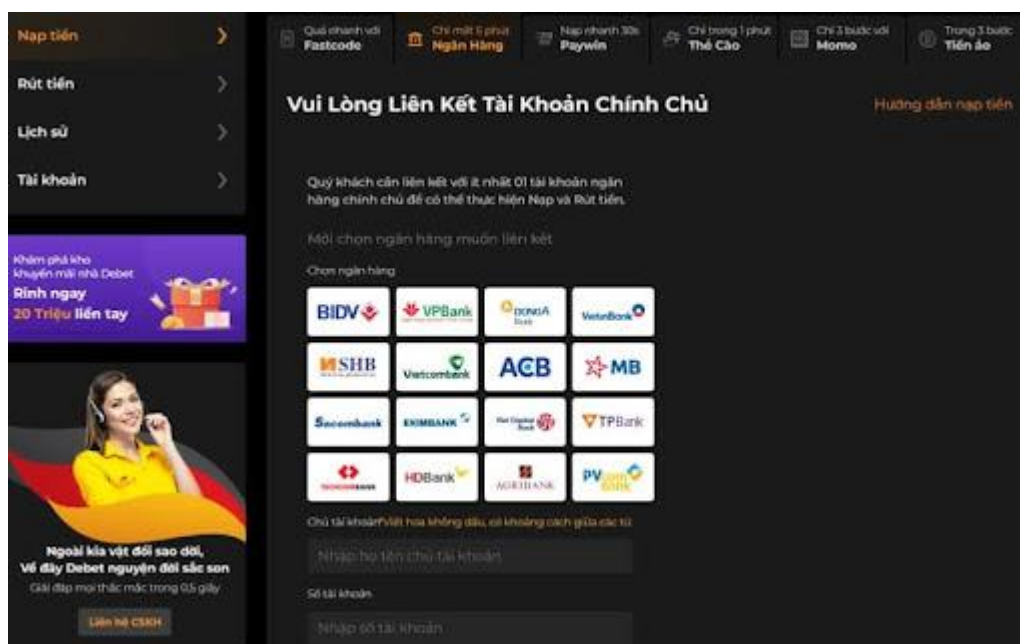 Nạp tiền
Rút tiền
Lịch sử
Tài khoản
Khám phá kho
khuyến mãi nhà Debet
Rinh ngay
20 Triệu liền tay
Ngoài kia vật đổi sao dời,
Về đây Debet nguyện đời sắc son
Giải đáp mọi thắc mắc trong 0,5 giây
Liên hệ CSKH
Quá nhanh với
Fastcode
Chỉ mất 5 phút
Ngân Hàng
Nạp nhanh 30s
Paywin
Chỉ trong 1 phút
Thẻ Cào
Chỉ 3 bước với
Momo
Trong 3 bước
Tiền ảo
Vui Lòng Liên Kết Tài Khoản Chính Chủ
Hướng dẫn nạp tiền
Quý khách cần liên kết với ít nhất 01 tài khoản ngân
hàng chính chủ để có thể thực hiện Nạp và Rút tiền.
Mời chọn ngân hàng muốn liên kết
Chọn ngân hàng
BIDV VPBank DONGA Bank VietinBank
SHB Vietcombank ACB MB
Sacombank EXIMBANK Viet Capital Bank TPBank
TECHCOMBANK HDBank AGRIBANK PVcomBank
Chủ tài khoản*Viết hoa không dấu, có khoảng cách giữa các từ
Nhập họ tên chủ tài khoản
Số tài khoản
Nhập số tài khoản